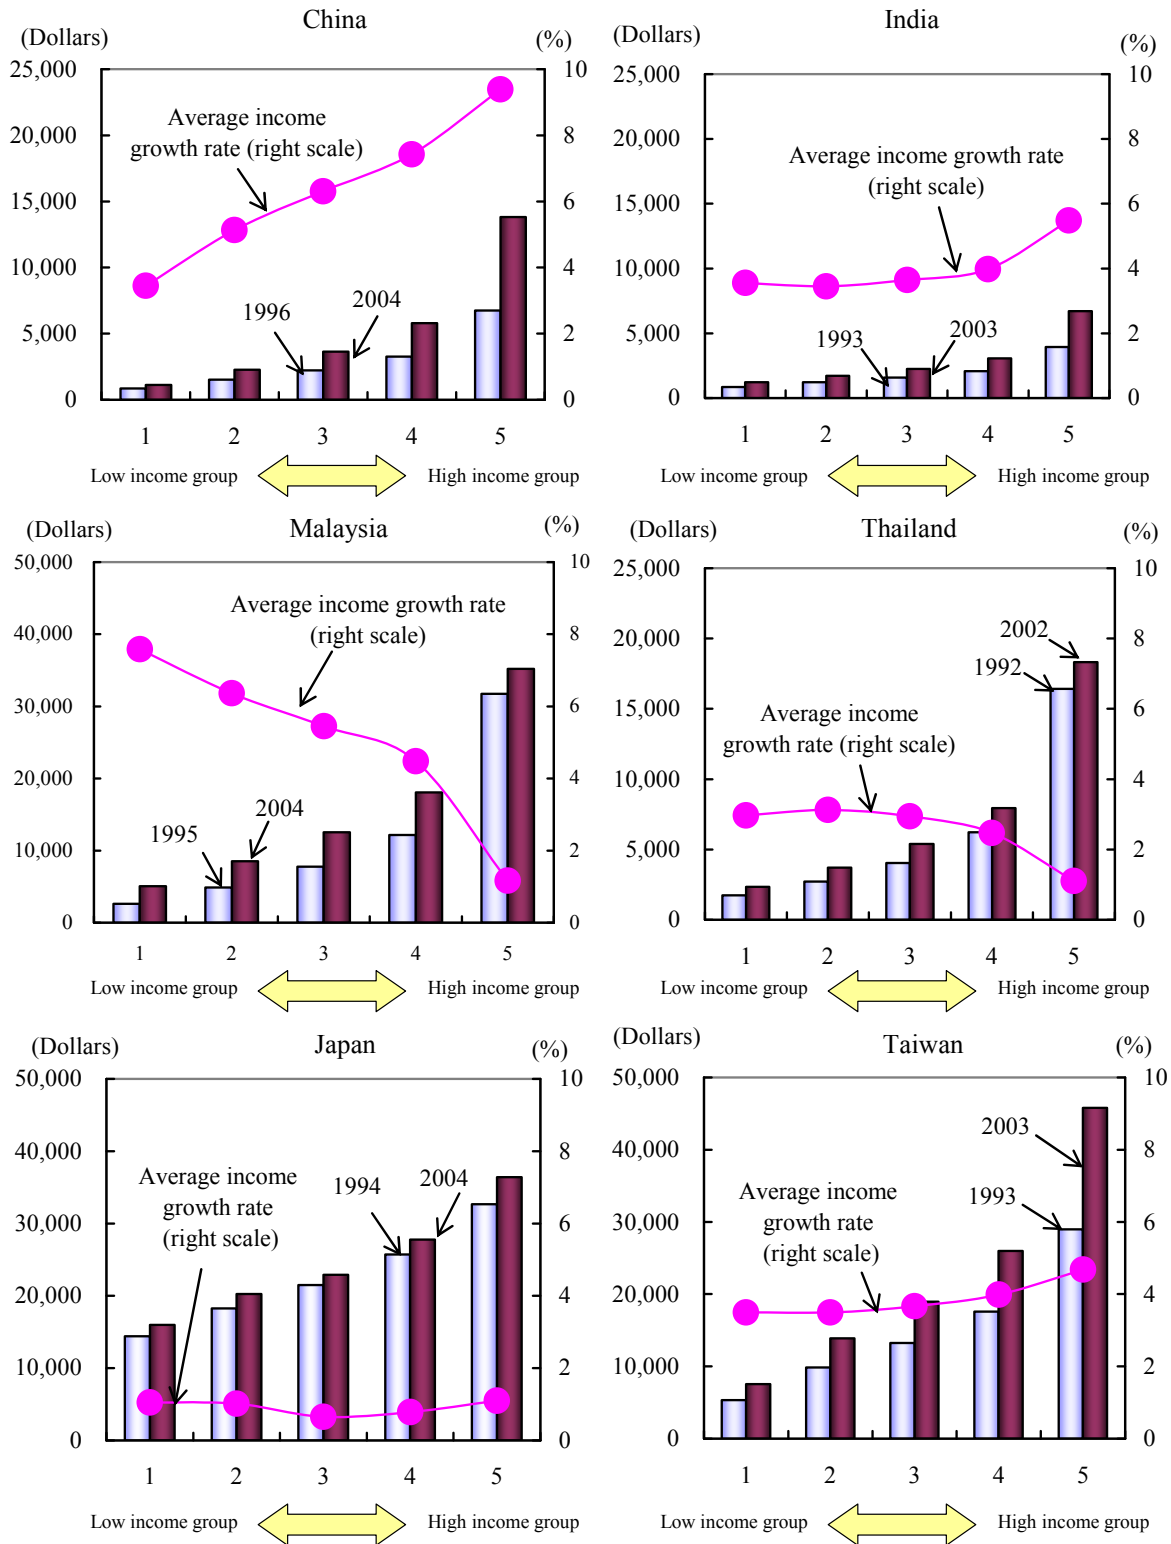 China
(Dollars)
(%)
25,000
20,000
15,000
10,000
5,000
0
10
8
6
4
2
0
Average income
growth rate (right scale)
1996
2004
1 2 3 4 5
Low income group
High income group
India
(Dollars)
(%)
25,000
20,000
15,000
10,000
5,000
0
10
8
6
4
2
0
Average income growth rate
(right scale)
1993
2003
1 2 3 4 5
Low income group
High income group
Malaysia
(Dollars)
(%)
50,000
40,000
30,000
20,000
10,000
0
10
8
6
4
2
0
Average income growth rate
(right scale)
1995
2004
1 2 3 4 5
Low income group
High income group
Thailand
(Dollars)
(%)
25,000
20,000
15,000
10,000
5,000
0
10
8
6
4
2
0
2002
1992
Average income
growth rate (right scale)
1 2 3 4 5
Low income group
High income group
Japan
(Dollars)
(%)
50,000
40,000
30,000
20,000
10,000
0
10
8
6
4
2
0
Average income
growth rate
(right scale)
1994
2004
1 2 3 4 5
Low income group
High income group
Taiwan
(Dollars)
(%)
50,000
40,000
30,000
20,000
10,000
0
10
8
6
4
2
0
2003
1993
Average income
growth rate
(right scale)
1 2 3 4 5
Low income group
High income group